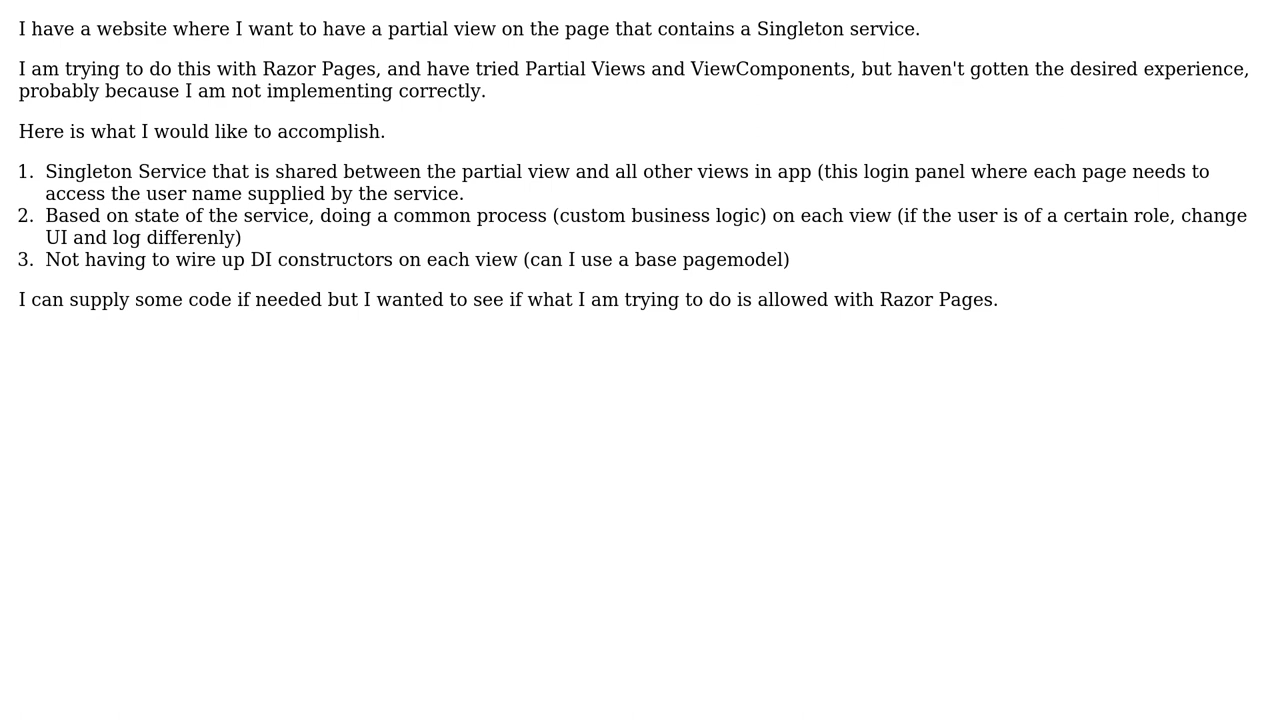 I have a website where I want to have a partial view on the page that contains a Singleton service.
I am trying to do this with Razor Pages, and have tried Partial Views and ViewComponents, but haven't gotten the desired experience,
probably because I am not implementing correctly.
Here is what I would like to accomplish.
1. Singleton Service that is shared between the partial view and all other views in app (this login panel where each page needs to
access the user name supplied by the service.
2. Based on state of the service, doing a common process (custom business logic) on each view (if the user is of a certain role, change
UI and log differenly)
3. Not having to wire up DI constructors on each view (can I use a base pagemodel)
I can supply some code if needed but I wanted to see if what I am trying to do is allowed with Razor Pages.